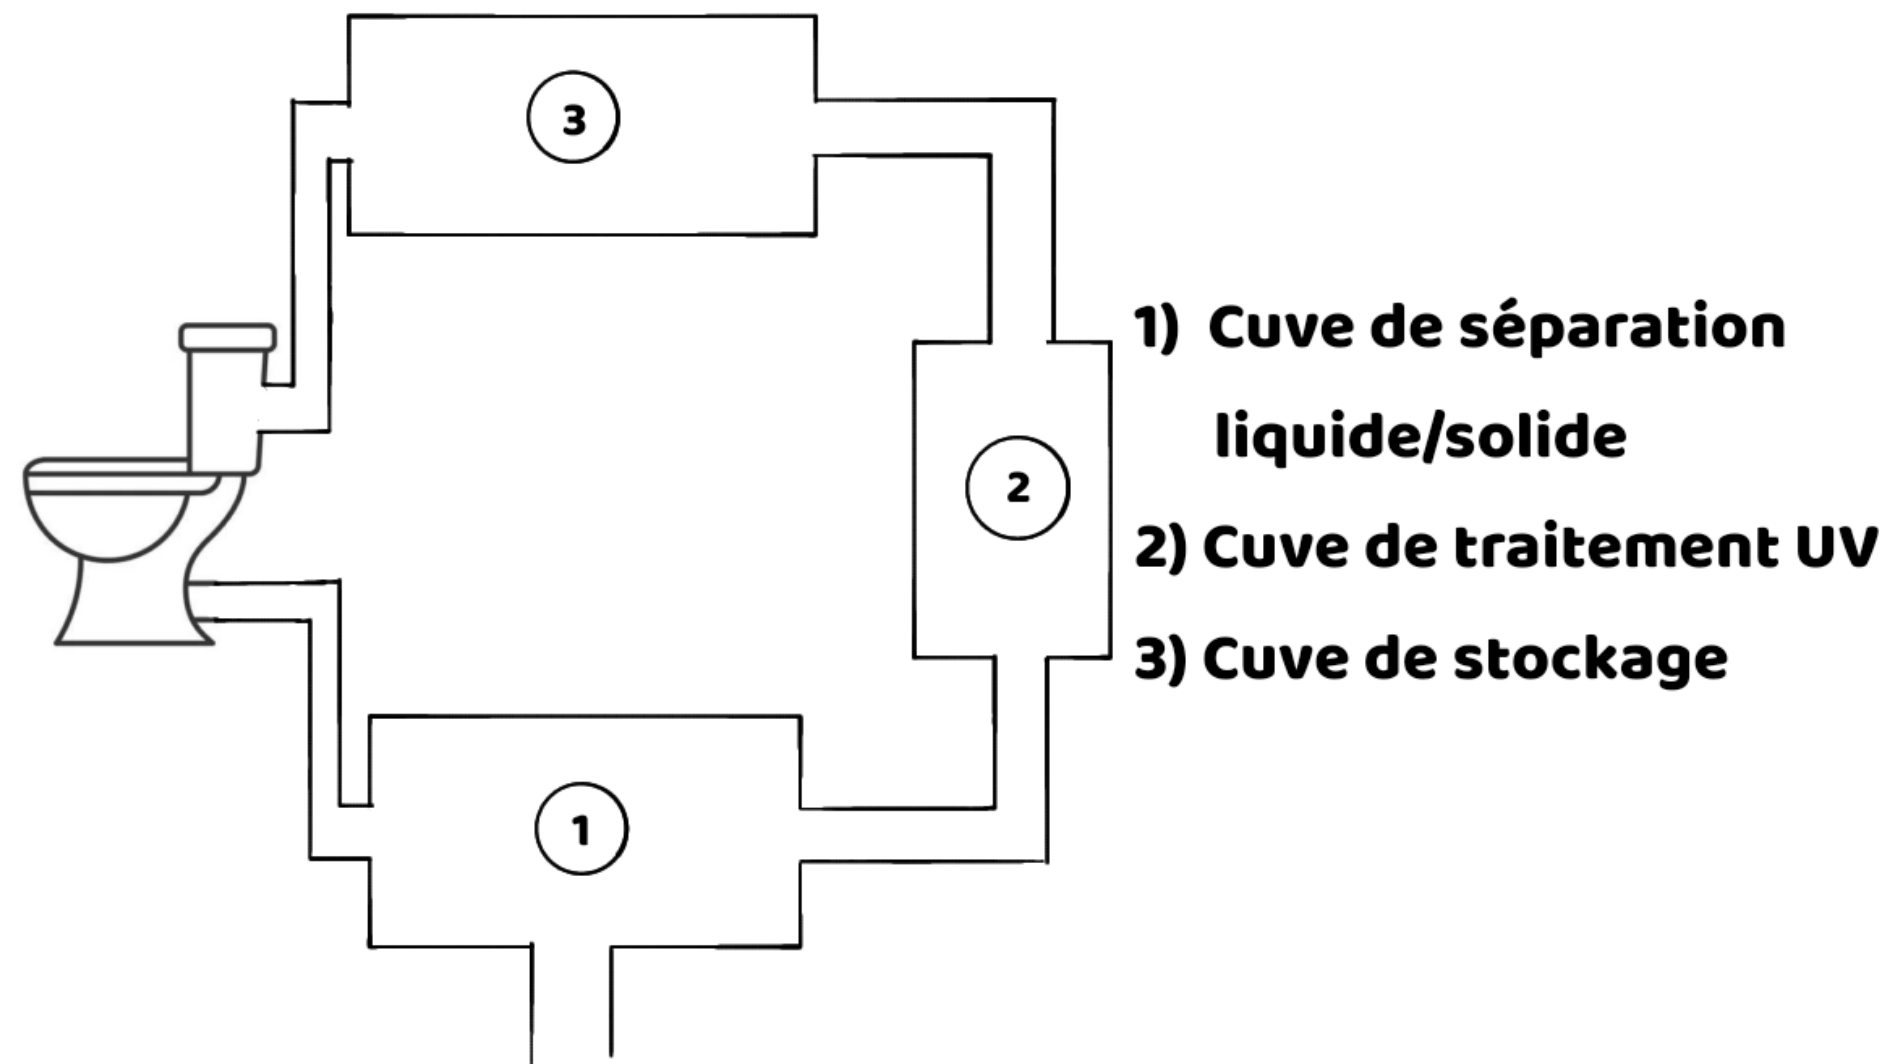 3
1) Cuve de séparation
liquide/solide
2
2) Cuve de traitement UV
3) Cuve de stockage
1